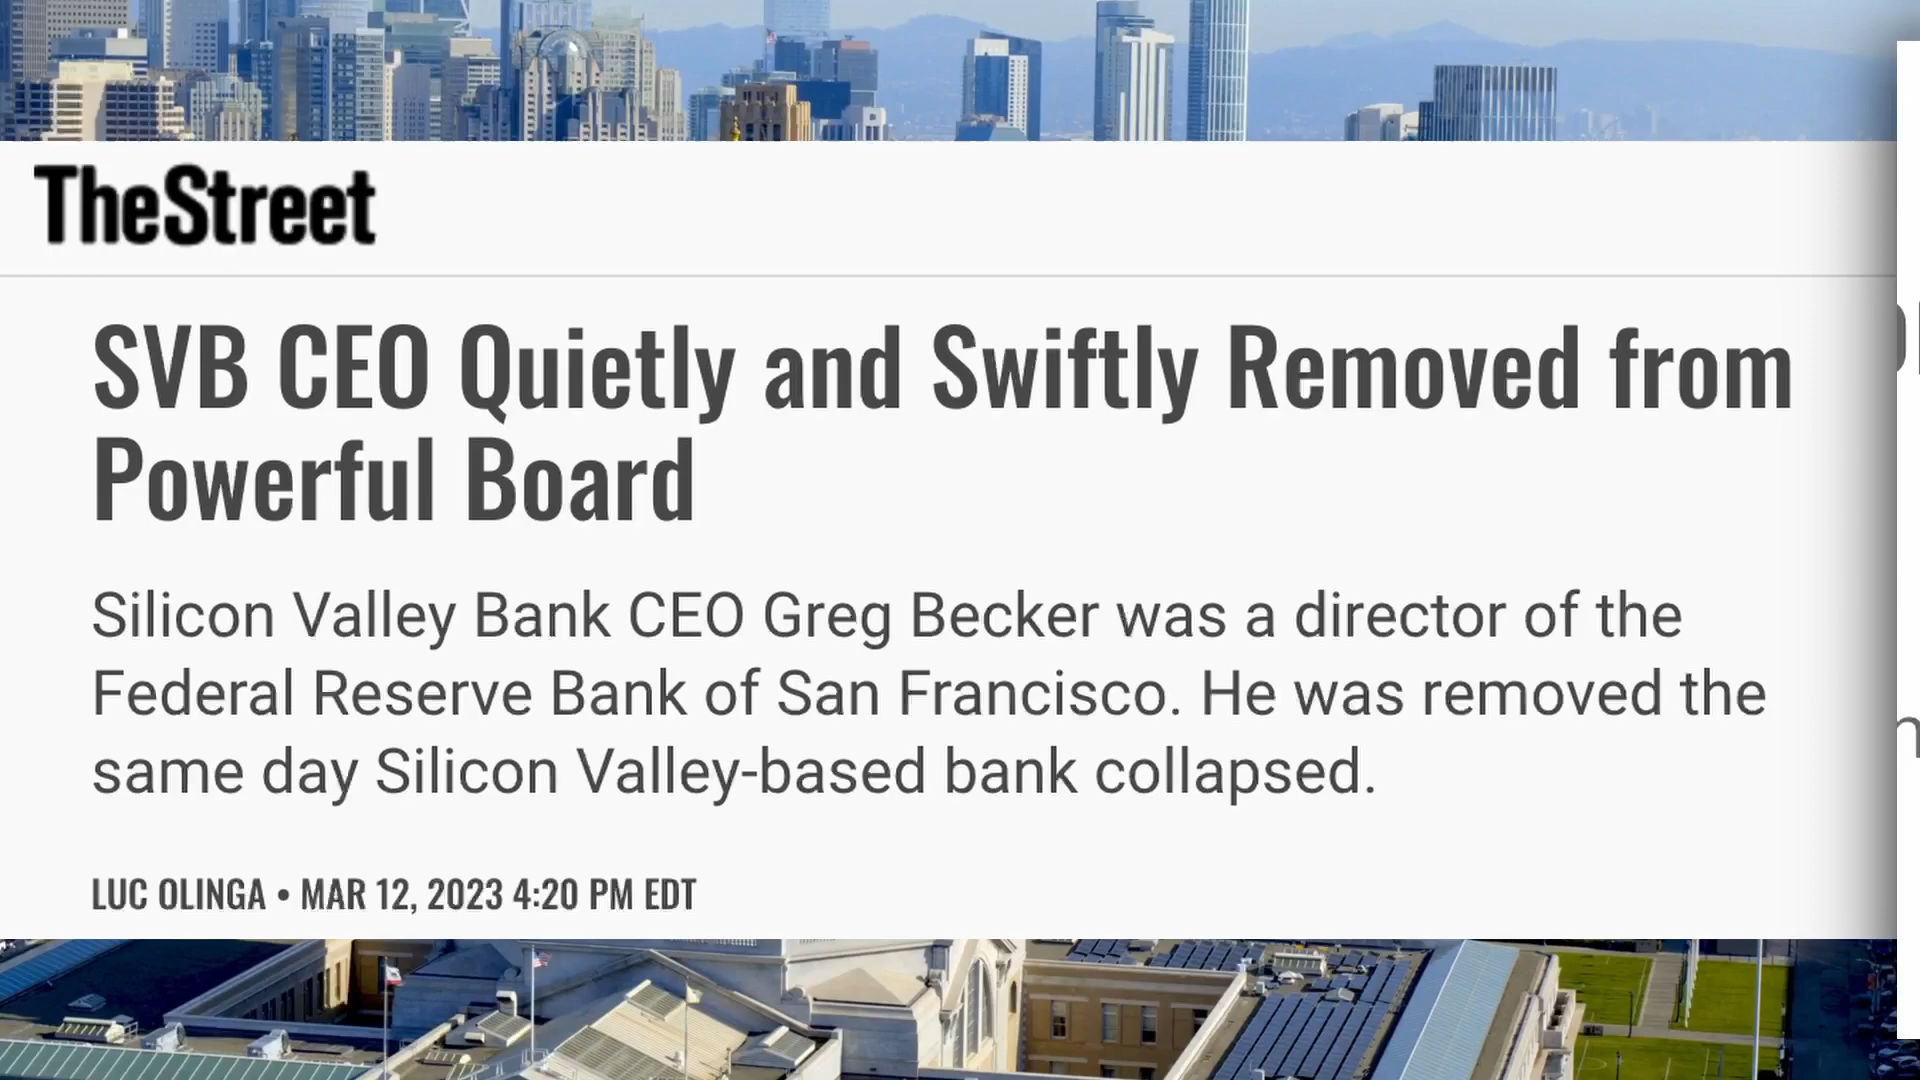 TheStreet
SVB CEO Quietly and Swiftly Removed from
Powerful Board
Silicon Valley Bank CEO Greg Becker was a director of the
Federal Reserve Bank of San Francisco. He was removed the
same day Silicon Valley-based bank collapsed.
LUC OLINGA • MAR 12, 2023 4:20 PM EDT